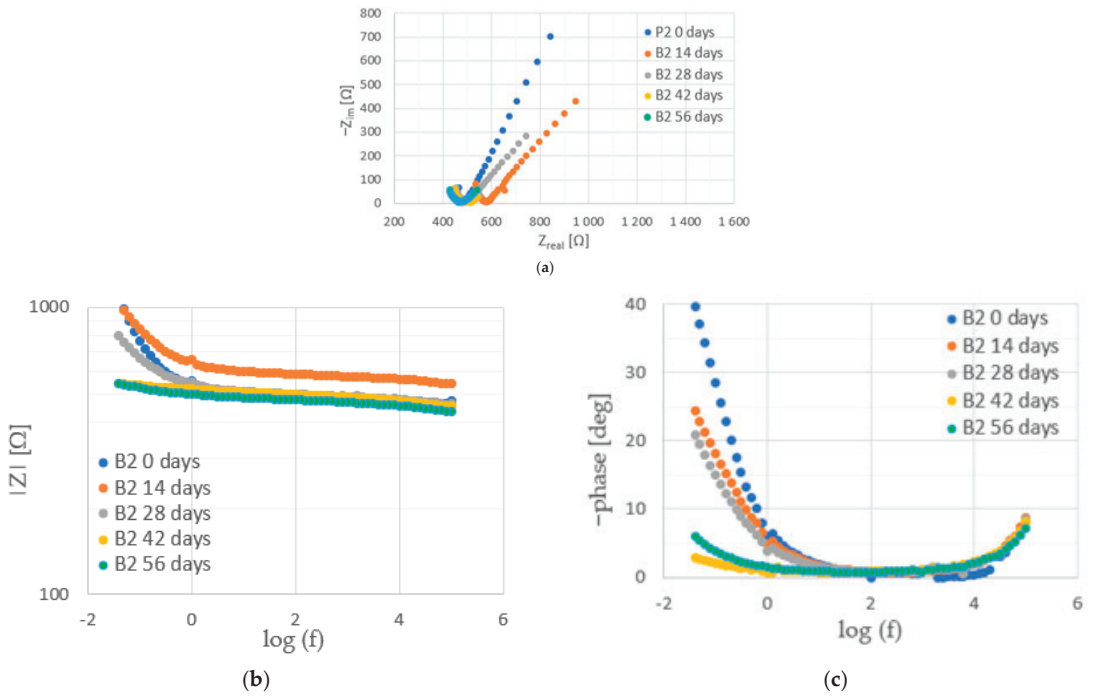 800
700
600
500
400
300
200
100
0
−Zim [Ω]
P2 0 days
B2 14 days
B2 28 days
B2 42 days
B2 56 days
200 400 600 800 1 000 1 200 1 400 1 600
Zreal [Ω]
(a)
1000
100
|Z| [Ω]
B2 0 days
B2 14 days
B2 28 days
B2 42 days
B2 56 days
-2 0 2 4 6
log (f)
(b)
40
30
20
10
0
−phase [deg]
B2 0 days
B2 14 days
B2 28 days
B2 42 days
B2 56 days
-2 0 2 4 6
log (f)
(c)